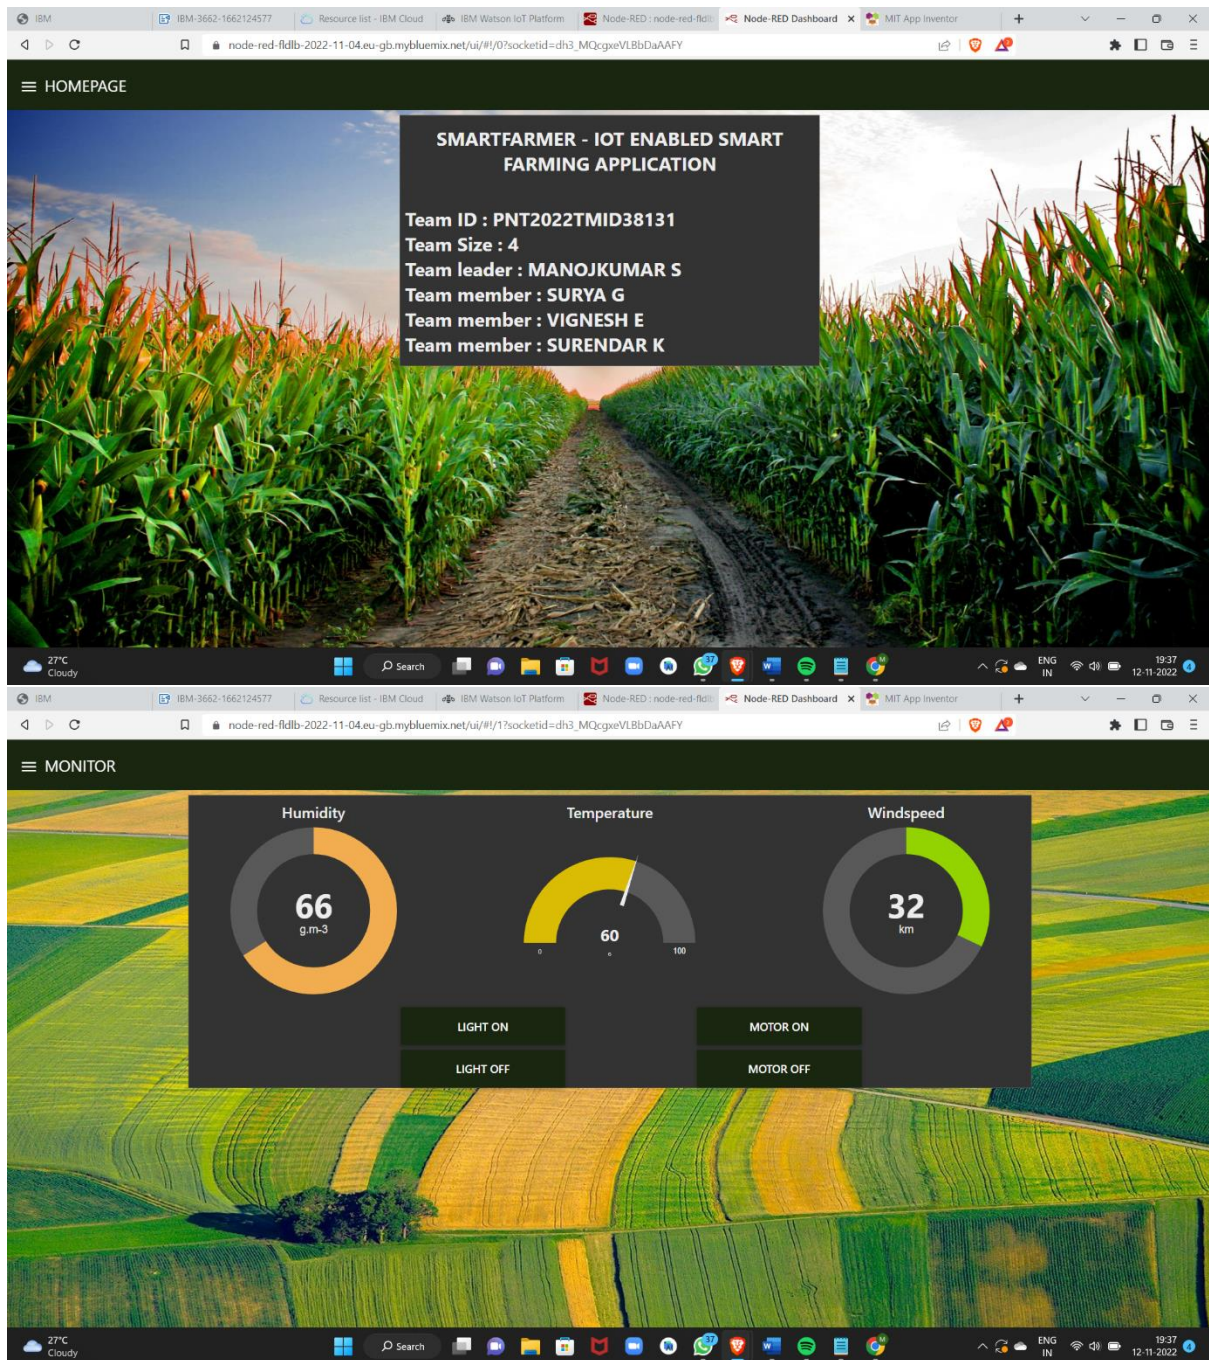 IBM
IBM-3662-1662124577
Resource list - IBM Cloud
IBM Watson IoT Platform
Node-RED : node-red-fldlb
Node-RED Dashboard
MIT App Inventor
node-red-fldlb-2022-11-04.eu-gb.mybluemix.net/ui/#!/0?socketid=dh3_MQcgxeVLBbDaAAFY
HOMEPAGE
SMARTFARMER - IOT ENABLED SMART
FARMING APPLICATION
Team ID : PNT2022TMID38131
Team Size : 4
Team leader : MANOJKUMAR S
Team member : SURYA G
Team member : VIGNESH E
Team member : SURENDAR K
27°C
Cloudy
Search
37
M
ENG
IN
19:37
12-11-2022
4
IBM
IBM-3662-1662124577
Resource list - IBM Cloud
IBM Watson IoT Platform
Node-RED : node-red-fldlb
Node-RED Dashboard
MIT App Inventor
node-red-fldlb-2022-11-04.eu-gb.mybluemix.net/ui/#!/1?socketid=dh3_MQcgxeVLBbDaAAFY
MONITOR
Humidity
Temperature
Windspeed
66
g.m-3
60
°
0
100
32
km
LIGHT ON
MOTOR ON
LIGHT OFF
MOTOR OFF
27°C
Cloudy
Search
37
M
ENG
IN
19:37
12-11-2022
4